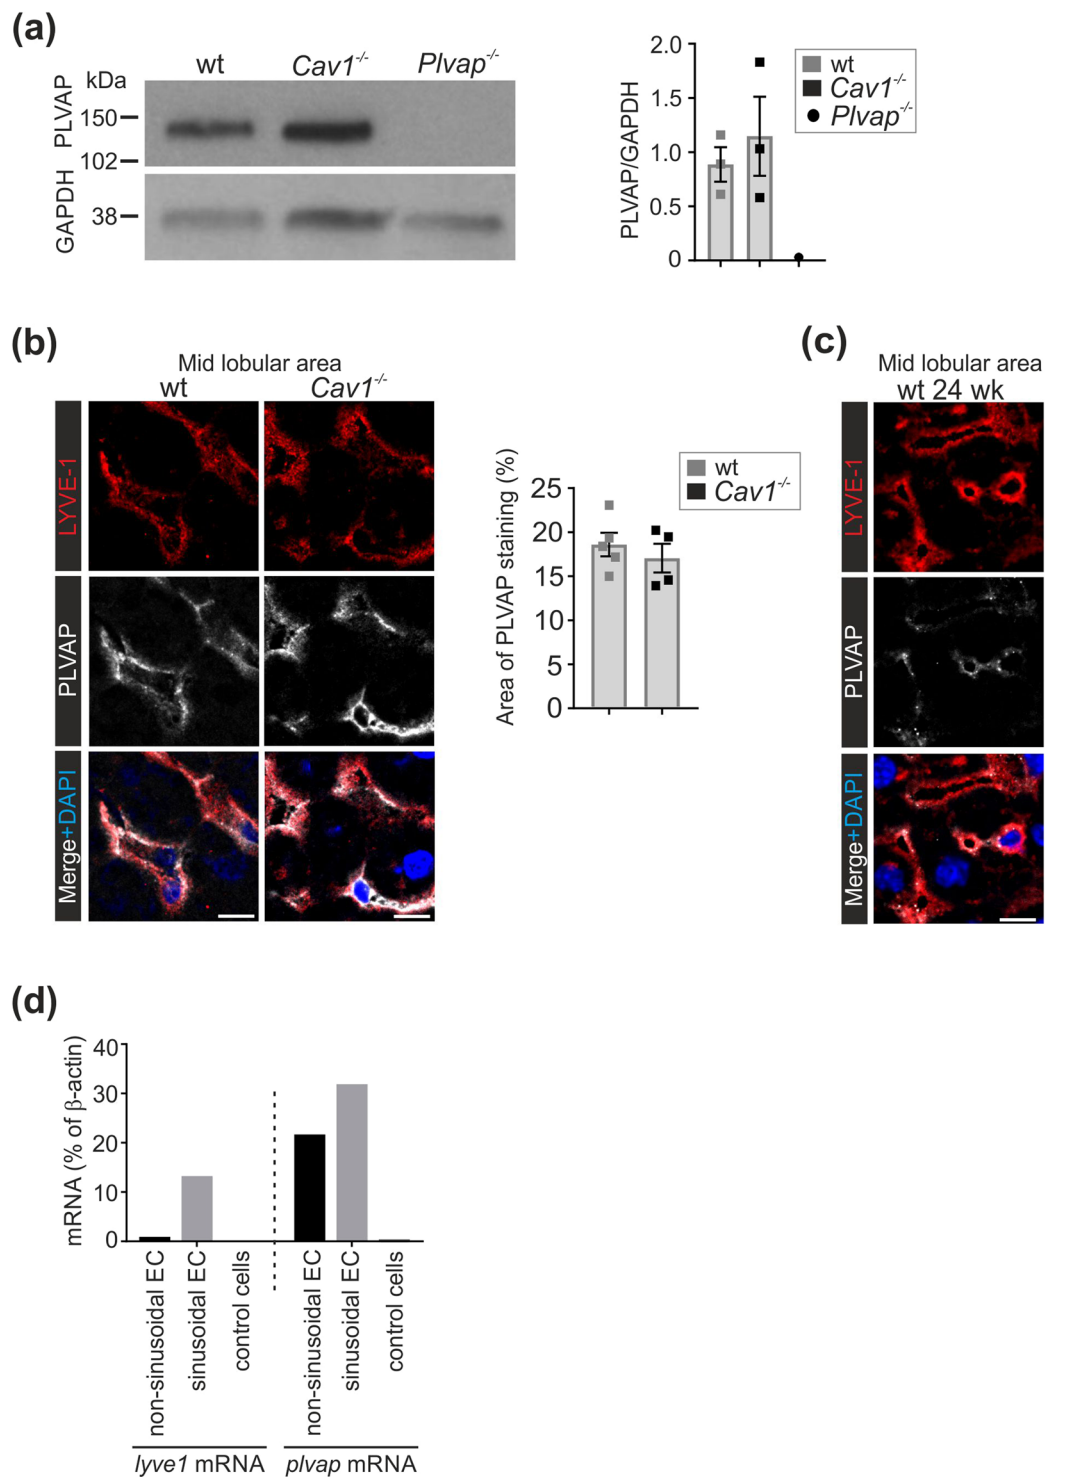 (a)
wt Cav1-/- Plvap-/-
kDa
PLVAP
150
102
GAPDH
38
PLVAP/GAPDH
2.0
1.5
1.0
0.5
0
wt
Cav1-/-
Plvap-/-
(b)
Mid lobular area
wt Cav1-/-
LYVE-1
PLVAP
Merge+DAPI
Area of PLVAP staining (%)
25
20
15
10
5
0
wt
Cav1-/-
(c)
Mid lobular area
wt 24 wk
LYVE-1
PLVAP
Merge+DAPI
(d)
mRNA (% of β-actin)
40
30
20
10
0
non-sinusoidal EC
sinusoidal EC
control cells
non-sinusoidal EC
sinusoidal EC
control cells
lyve1 mRNA
plvap mRNA